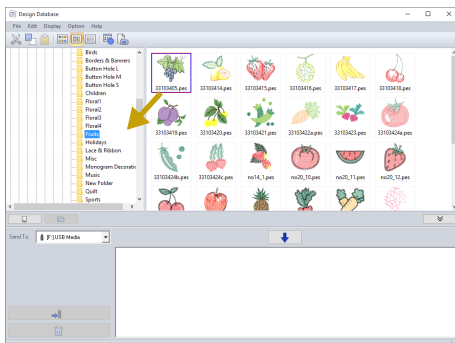 Design Database
File Edit Display Option Help
Birds
Borders & Banners
Button Hole L
Button Hole M
Button Hole S
Children
Floral1
Floral2
Floral3
Floral4
Fruits
Holidays
Lace & Ribbon
Misc
Monogram Decoratic
Music
New Folder
Quilt
Sports
33103405.pes 33103414.pes 33103415.pes 33103416.pes 33103417.pes 33103418.pes
33103419.pes 33103420.pes 33103421.pes 33103422a.pes 33103423.pes 33103424a.pes
33103424b.pes 33103424c.pes no14_1.pes no20_10.pes no20_11.pes no20_12.pes
Send To: [F:]USB Media